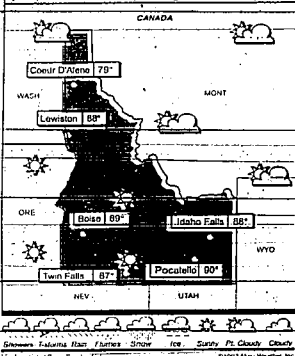 CANADA
Coeur D'Alene 79°
WASH
MONT
Lewiston 88°
ORE
Boise 89°
Idaho Falls 88°
WYO
Twin Falls 87°
Pocatello 90°
NEV
UTAH
Showers T-storms Rain Flurries Snow Ice Sunny Pt. Cloudy Cloudy